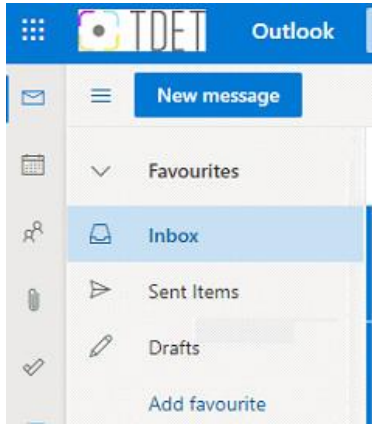 TDET Outlook
New message
Favourites
Inbox
Sent Items
Drafts
Add favourite